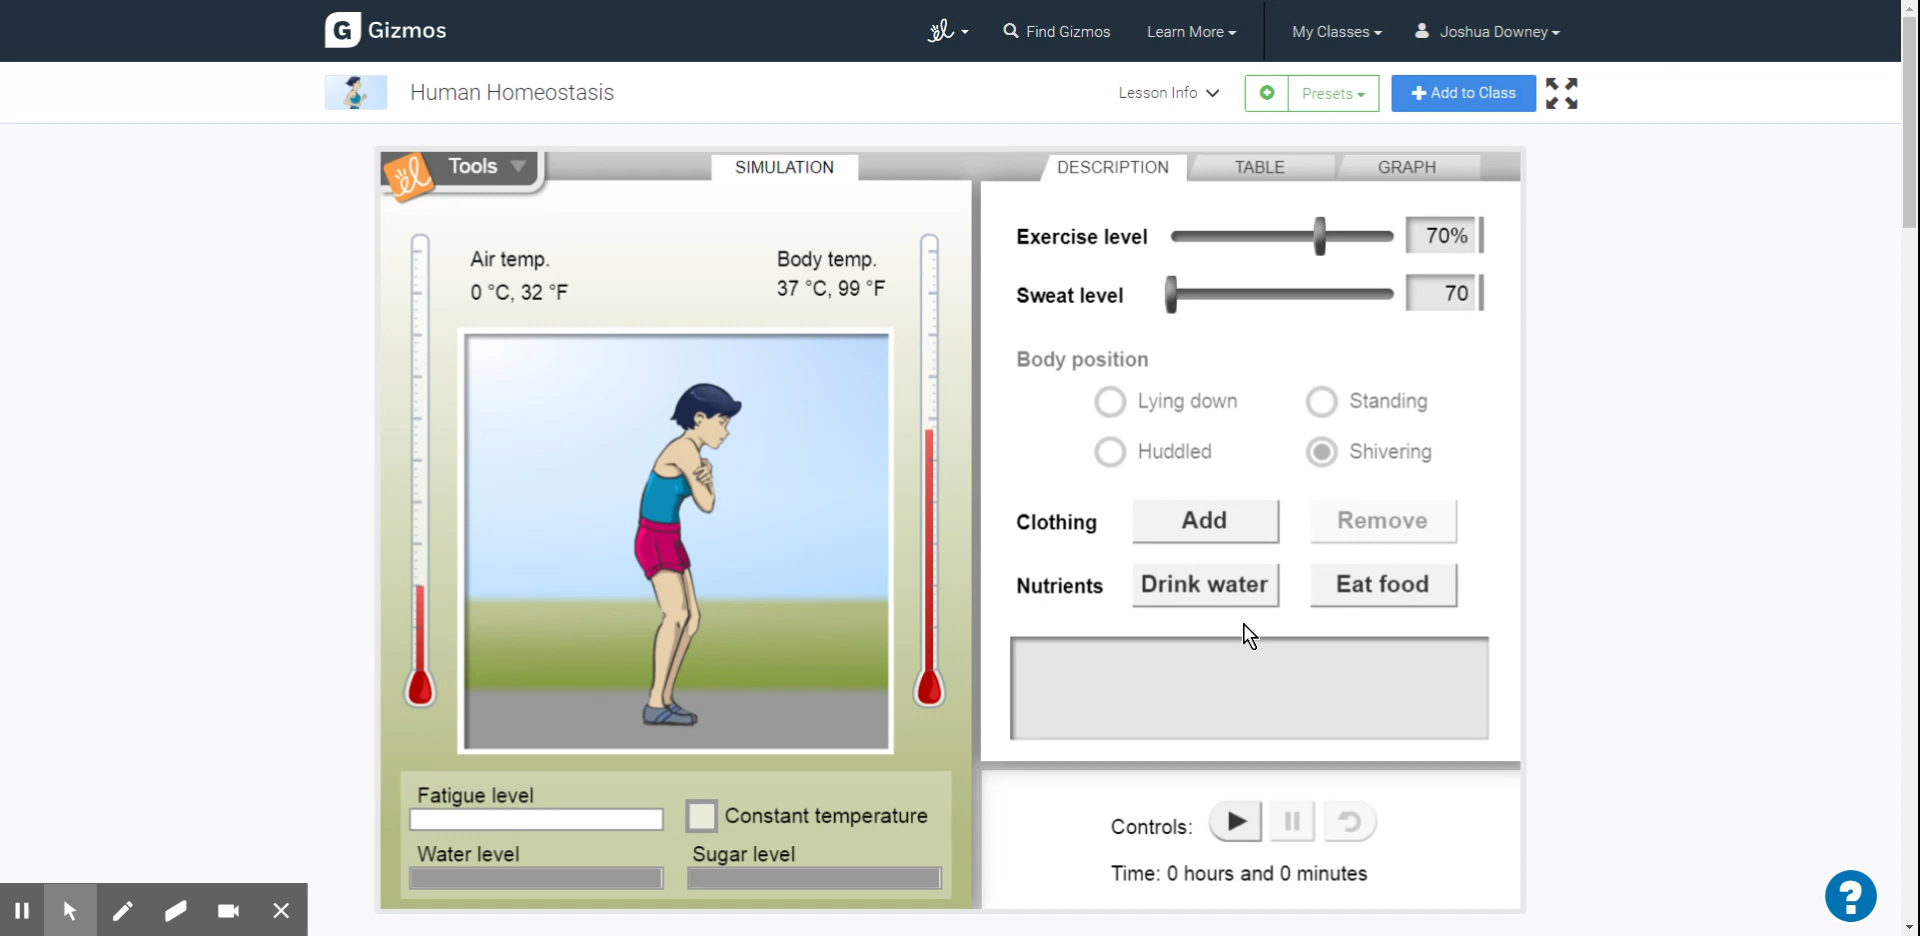 G Gizmos
Find Gizmos
Learn More
My Classes
Joshua Downey
Human Homeostasis
Lesson Info
Presets
Add to Class
Tools
SIMULATION
DESCRIPTION
TABLE
GRAPH
Air temp.
0 °C, 32 °F
Body temp.
37 °C, 99 °F
Exercise level
70%
Sweat level
70
Body position
Lying down
Standing
Huddled
Shivering
Clothing
Add
Remove
Nutrients
Drink water
Eat food
Fatigue level
Constant temperature
Water level
Sugar level
Controls:
Time: 0 hours and 0 minutes
?